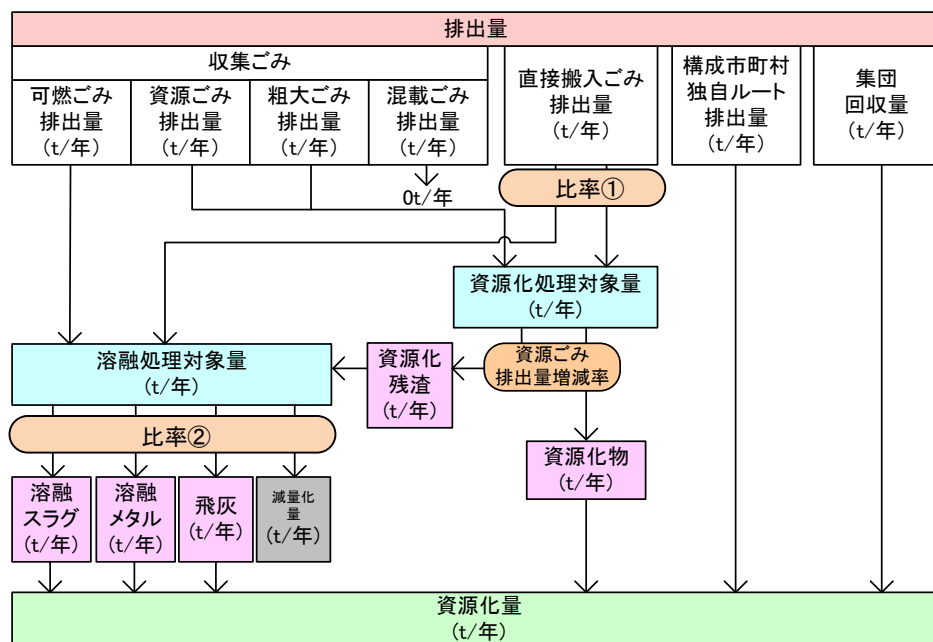 排出量
収集ごみ
可燃ごみ
排出量
(t/年)
資源ごみ
排出量
(t/年)
粗大ごみ
排出量
(t/年)
混載ごみ
排出量
(t/年)
直接搬入ごみ
排出量
(t/年)
構成市町村
独自ルート
排出量
(t/年)
集団
回収量
(t/年)
0t/年
比率①
資源化処理対象量
(t/年)
溶融処理対象量
(t/年)
資源化
残渣
(t/年)
資源ごみ
排出量増減率
比率②
資源化物
(t/年)
溶融
スラグ
(t/年)
溶融
メタル
(t/年)
飛灰
(t/年)
減量化
量
(t/年)
資源化量
(t/年)